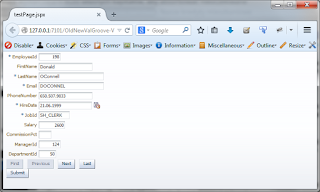 testPage.jspx
127.0.0.1:7101/OldNewValGroove-V
Google
Disable Cookies CSS Forms Images Information Miscellaneous Outline
* EmployeeId 198
FirstName Donald
* LastName OConnell
* Email DOCONNEL
PhoneNumber 650.507.9833
* HireDate 21.06.1999
* JobId SH_CLERK
Salary 2600
CommissionPct
ManagerId 124
DepartmentId 50
First Previous Next Last
Submit